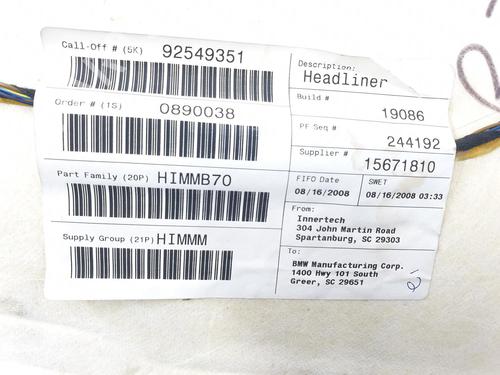 Call-Off # (5K) 92549351
Order # (1S) 0890038
Part Family (20P) HIMMB70
Supply Group (21P) HIMMM
Description:
Headliner
Build #
19086
PF Seq #
244192
Supplier #
15671810
FIFO Date
08/16/2008
SWET
08/16/2008 03:33
From:
Innertech
304 John Martin Road
Spartanburg, SC 29303
To:
BMW Manufacturing Corp.
1400 Hwy 101 South
Greer, SC 29651